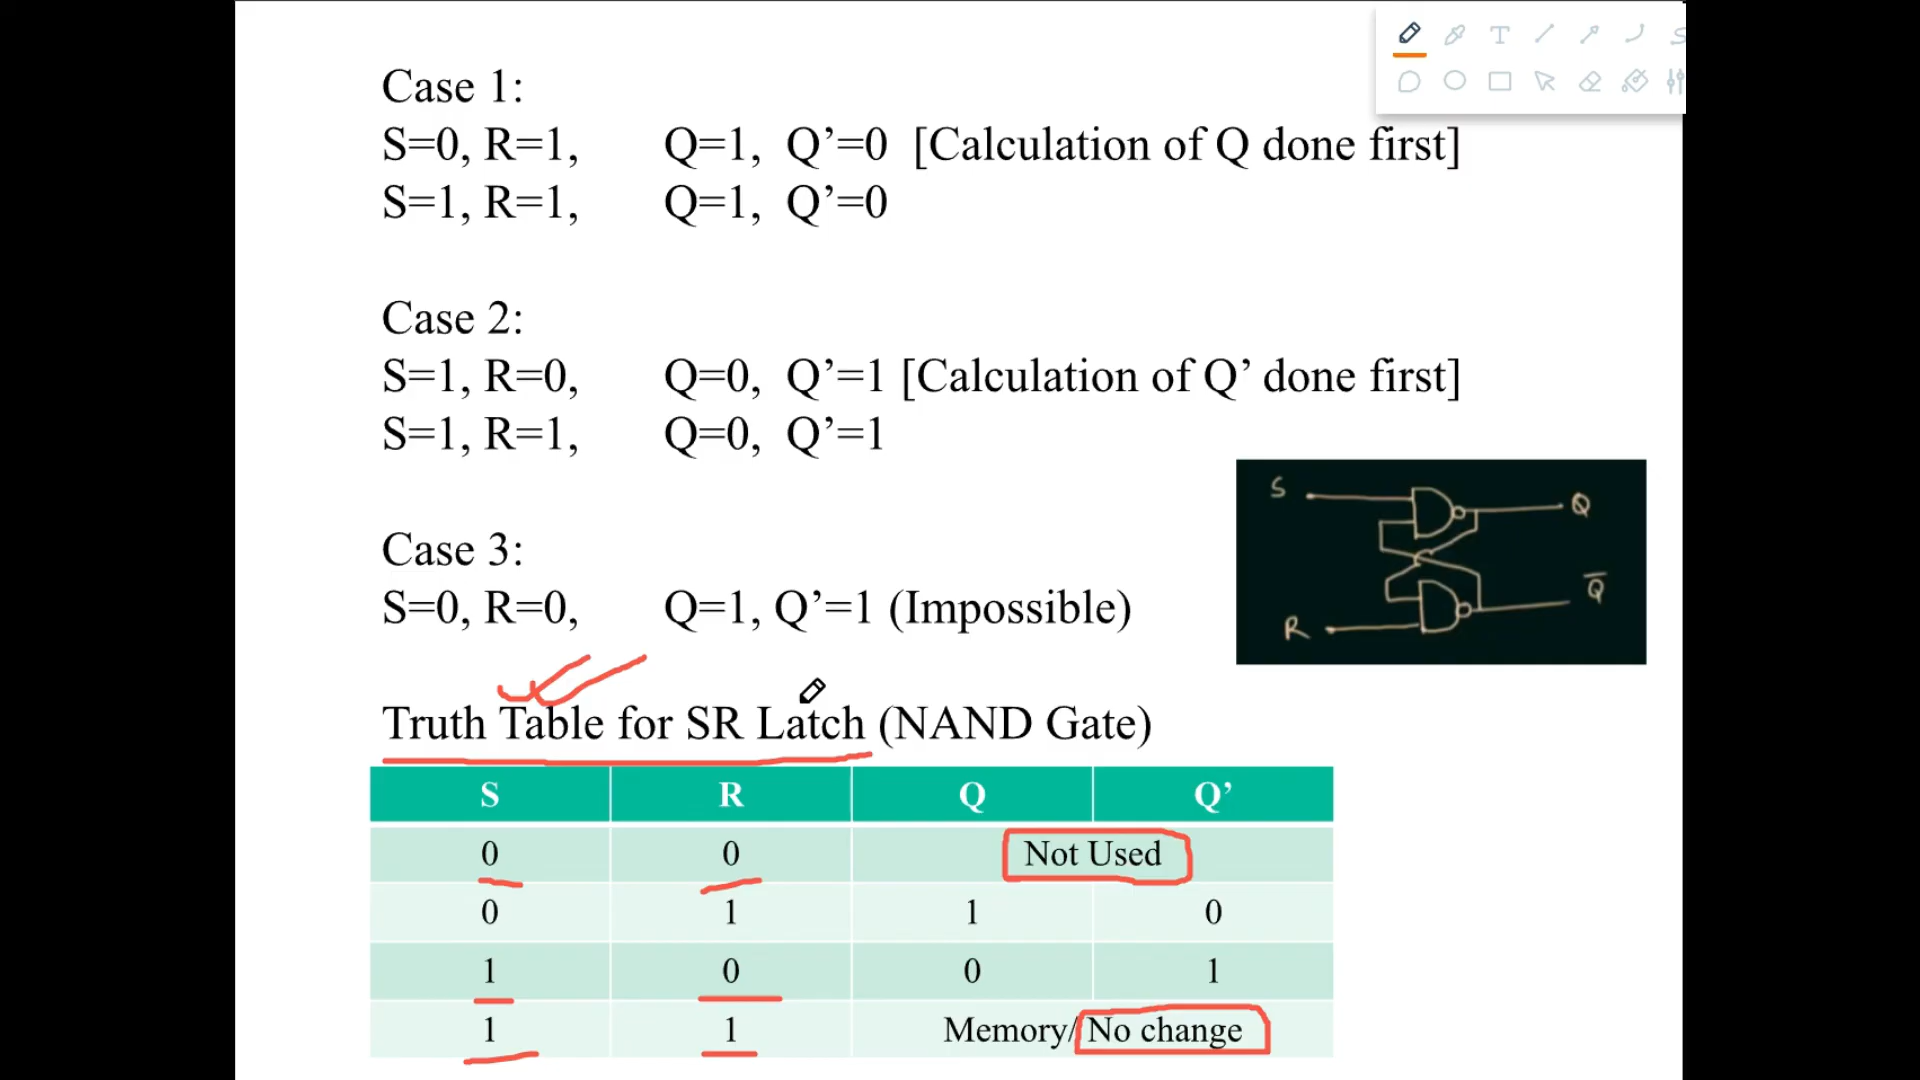 Case 1:
S=0, R=1, Q=1, Q’=0 [Calculation of Q done first]
S=1, R=1, Q=1, Q’=0
Case 2:
S=1, R=0, Q=0, Q’=1 [Calculation of Q’ done first]
S=1, R=1, Q=0, Q’=1
Case 3:
S=0, R=0, Q=1, Q’=1 (Impossible)
S Q
R Q̅
Truth Table for SR Latch (NAND Gate)
S R Q Q’
0 0 Not Used
0 1 1 0
1 0 0 1
1 1 Memory/ No change